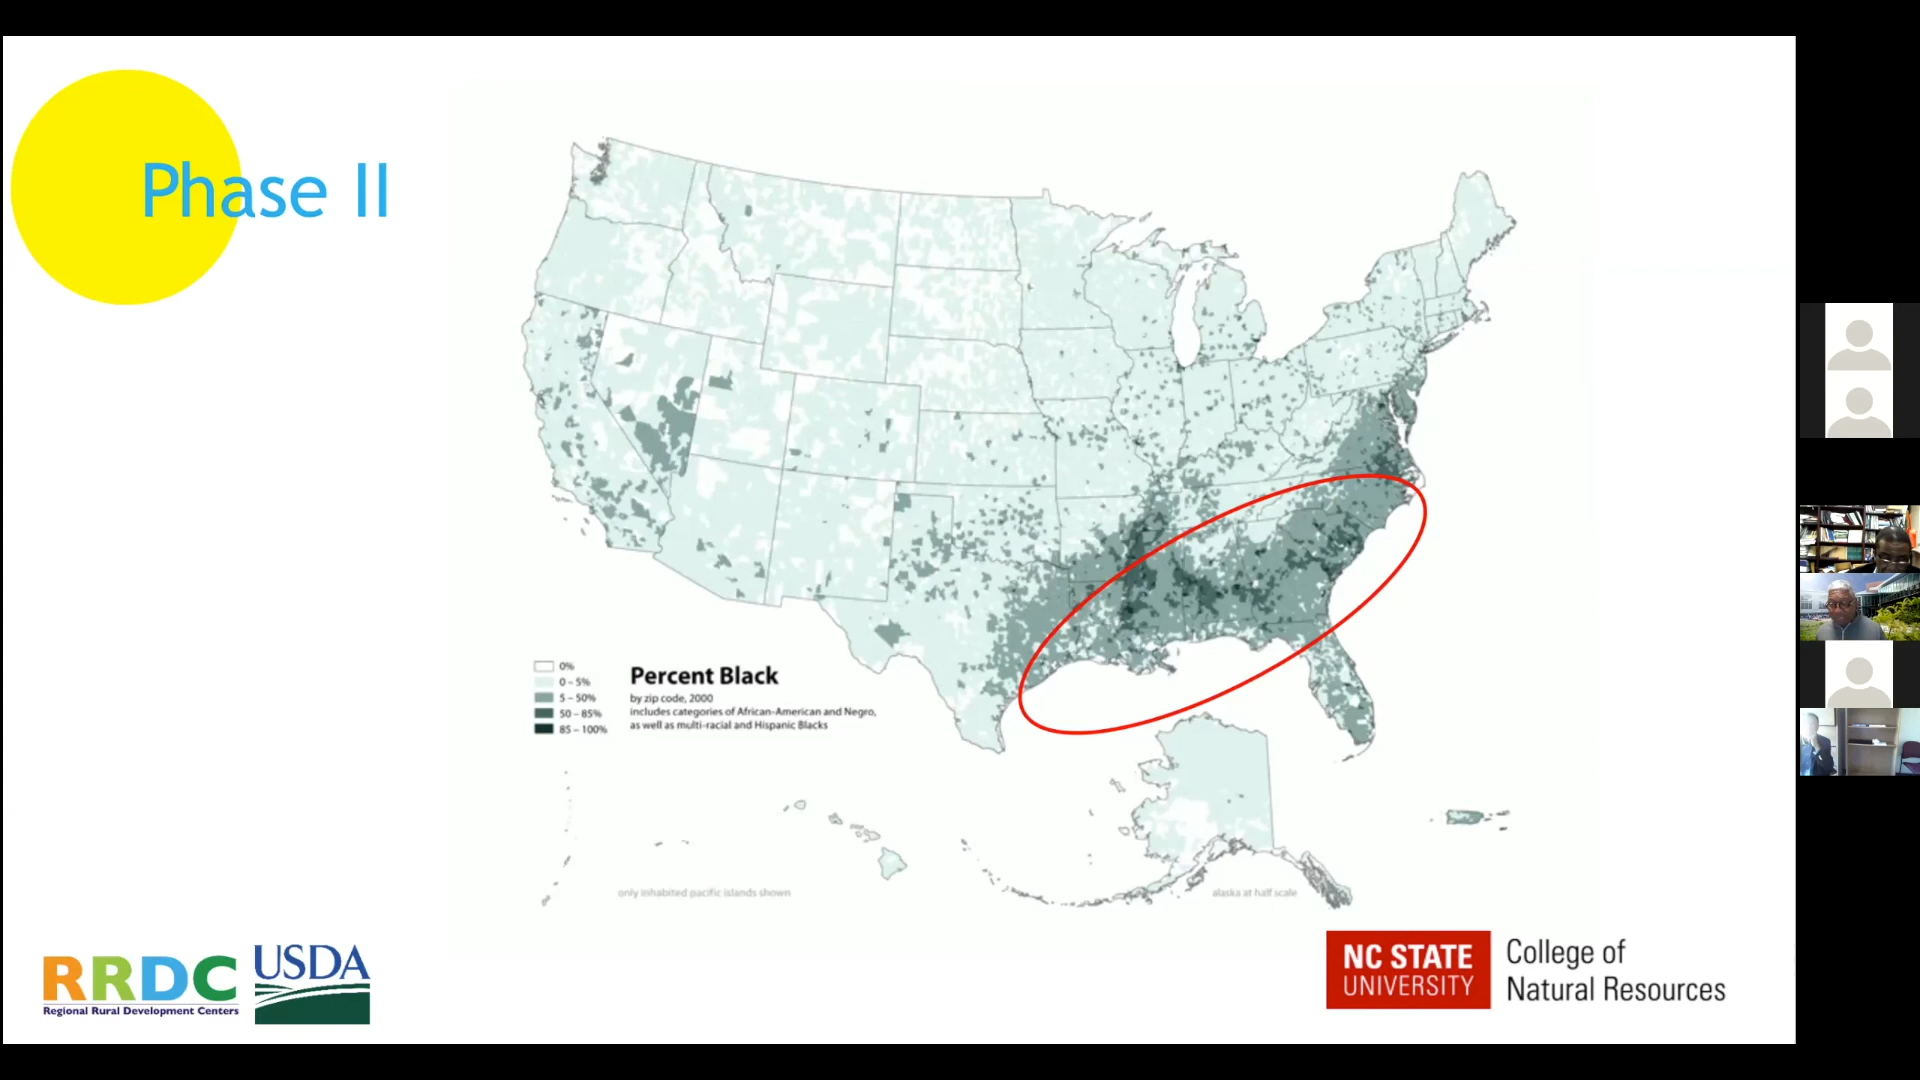 Phase II
0%
0 – 5%
5 – 50%
50 – 85%
85 – 100%
Percent Black
by zip code, 2000
includes categories of African-American and Negro,
as well as multi-racial and Hispanic Blacks
only inhabited pacific islands shown
alaska at half scale
RRDC
Regional Rural Development Centers
USDA
NC STATE
UNIVERSITY
College of
Natural Resources